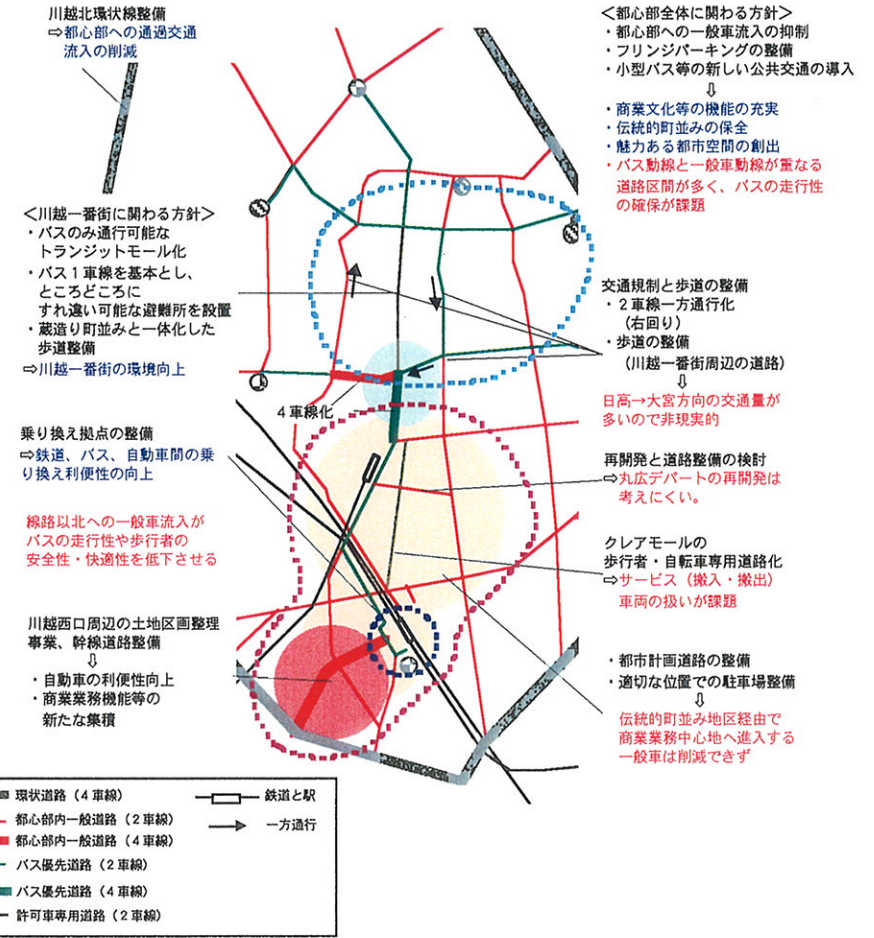 川越北環状線整備
⇨都心部への通過交通
流入の削減
＜都心部全体に関わる方針＞
・都心部への一般車流入の抑制
・フリンジパーキングの整備
・小型バス等の新しい公共交通の導入
⇩
・商業文化等の機能の充実
・伝統的町並みの保全
・魅力ある都市空間の創出
・バス動線と一般車動線が重なる
道路区間が多く、バスの走行性
の確保が課題
＜川越一番街に関わる方針＞
・バスのみ通行可能な
トランジットモール化
・バス１車線を基本とし、
ところどころに
すれ違い可能な避難所を設置
・蔵造り町並みと一体化した
歩道整備
⇨川越一番街の環境向上
交通規制と歩道の整備
・２車線一方通行化
（右回り）
・歩道の整備
（川越一番街周辺の道路）
⇩
日高→大宮方向の交通量が
多いので非現実的
4車線化
乗り換え拠点の整備
⇨鉄道、バス、自動車間の乗
り換え利便性の向上
線路以北への一般車流入が
バスの走行性や歩行者の
安全性・快適性を低下させる
再開発と道路整備の検討
⇨丸広デパートの再開発は
考えにくい。
クレアモールの
歩行者・自転車専用道路化
⇨サービス（搬入・搬出）
車両の扱いが課題
川越西口周辺の土地区画整理
事業、幹線道路整備
⇩
・自動車の利便性向上
・商業業務機能等の
新たな集積
・都市計画道路の整備
・適切な位置での駐車場整備
⇩
伝統的町並み地区経由で
商業業務中心地へ進入する
一般車は削減できず
環状道路（４車線）
都心部内一般道路（２車線）
都心部内一般道路（４車線）
バス優先道路（２車線）
バス優先道路（４車線）
許可車専用道路（２車線）
鉄道と駅
一方通行